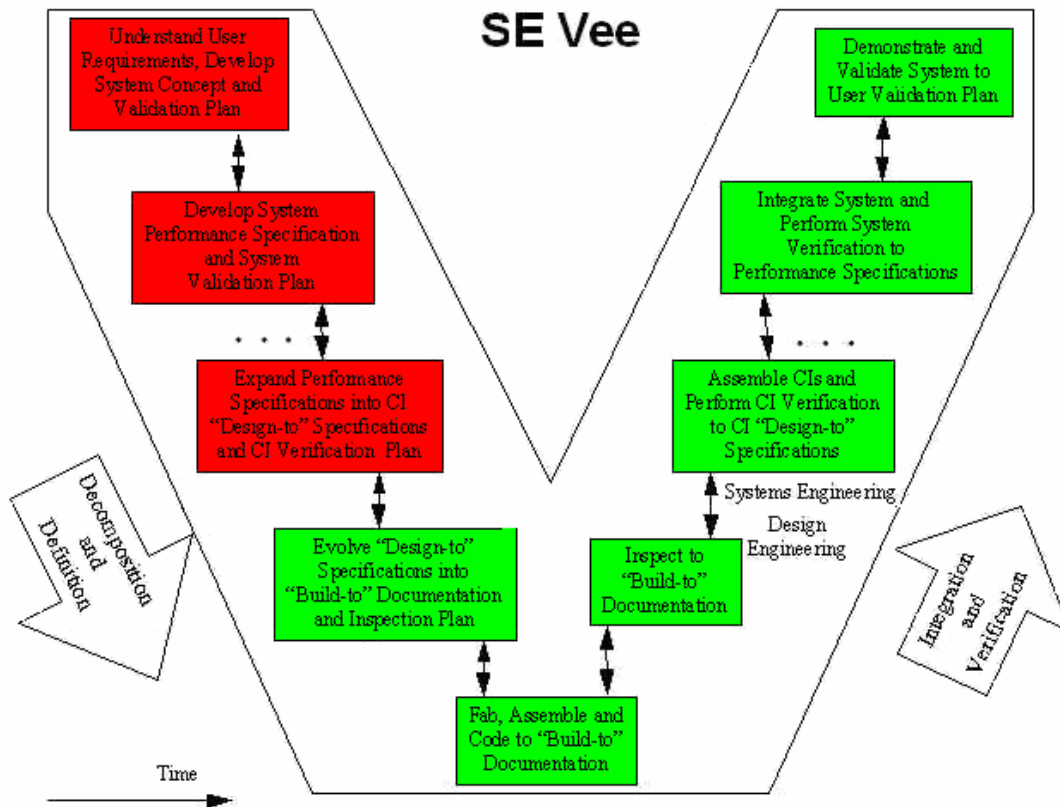 SE Vee
Understand User
Requirements, Develop
System Concept and
Validation Plan
Develop System
Performance Specification
and System
Validation Plan
. . . .
Expand Performance
Specifications into CI
“Design-to” Specifications
and CI Verification Plan
Evolve “Design-to”
Specifications into
“Build-to” Documentation
and Inspection Plan
Fab, Assemble and
Code to “Build-to”
Documentation
Inspect to
“Build-to”
Documentation
Systems Engineering
Design
Engineering
Assemble CIs and
Perform CI Verification
to CI “Design-to”
Specifications
. . . .
Integrate System and
Perform System
Verification to
Performance Specifications
Demonstrate and
Validate System to
User Validation Plan
Decomposition
and
Definition
Integration
and
Verification
Time